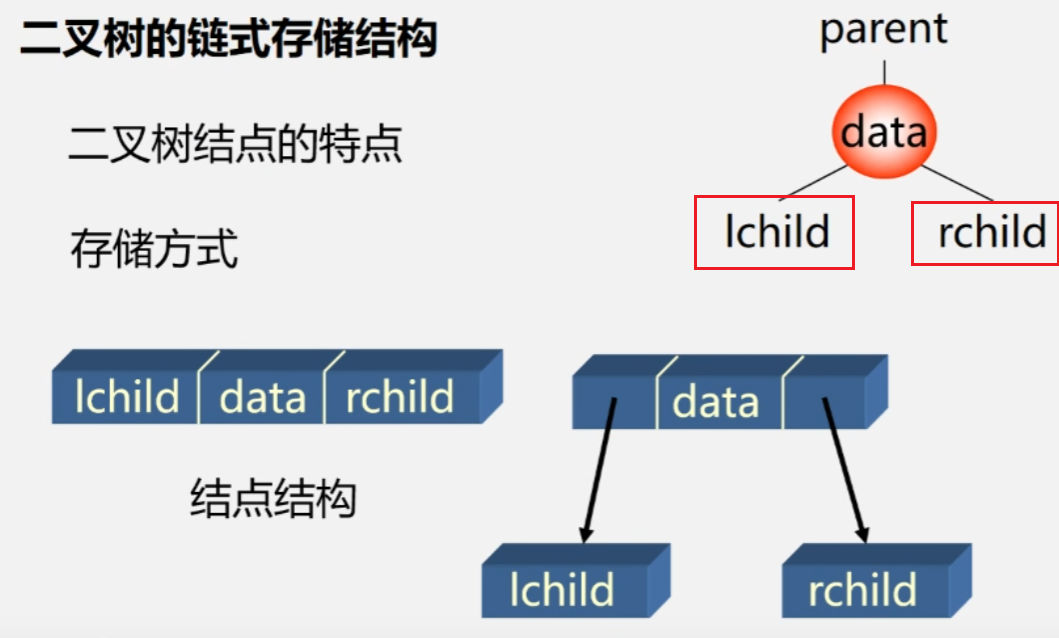 二叉树的链式存储结构
parent
data
lchild
rchild
二叉树结点的特点
存储方式
lchild data rchild
data
结点结构
lchild
rchild